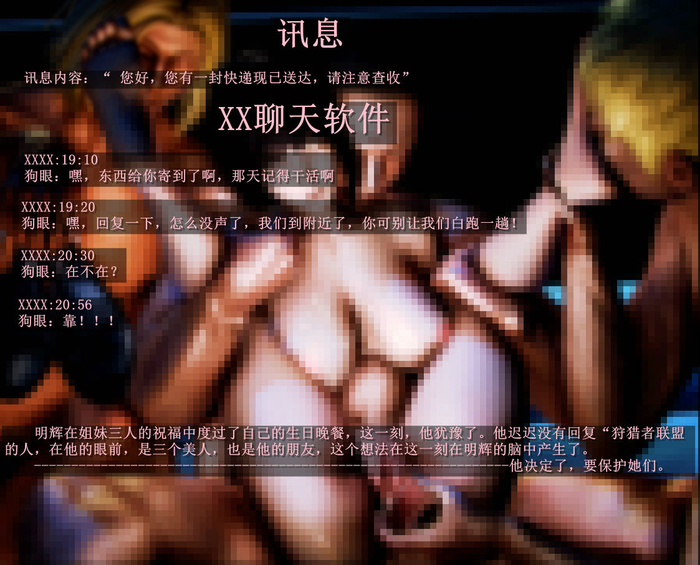 讯息
讯息内容：“ 您好，您有一封快递现已送达，请注意查收”
XX聊天软件
XXXX:19:10
狗眼：嘿，东西给你寄到了啊，那天记得干活啊
XXXX:19:20
狗眼：嘿，回复一下，怎么没声了，我们到附近了，你可别让我们白跑一趟！
XXXX:20:30
狗眼：在不在？
XXXX:20:56
狗眼：靠！！！
明辉在姐妹三人的祝福中度过了自己的生日晚餐，这一刻，他犹豫了。他迟迟没有回复“狩猎者联盟
的人，在他的眼前，是三个美人，也是他的朋友，这个想法在这一刻在明辉的脑中产生了。
----------------------------------------------------------------他决定了，要保护她们。